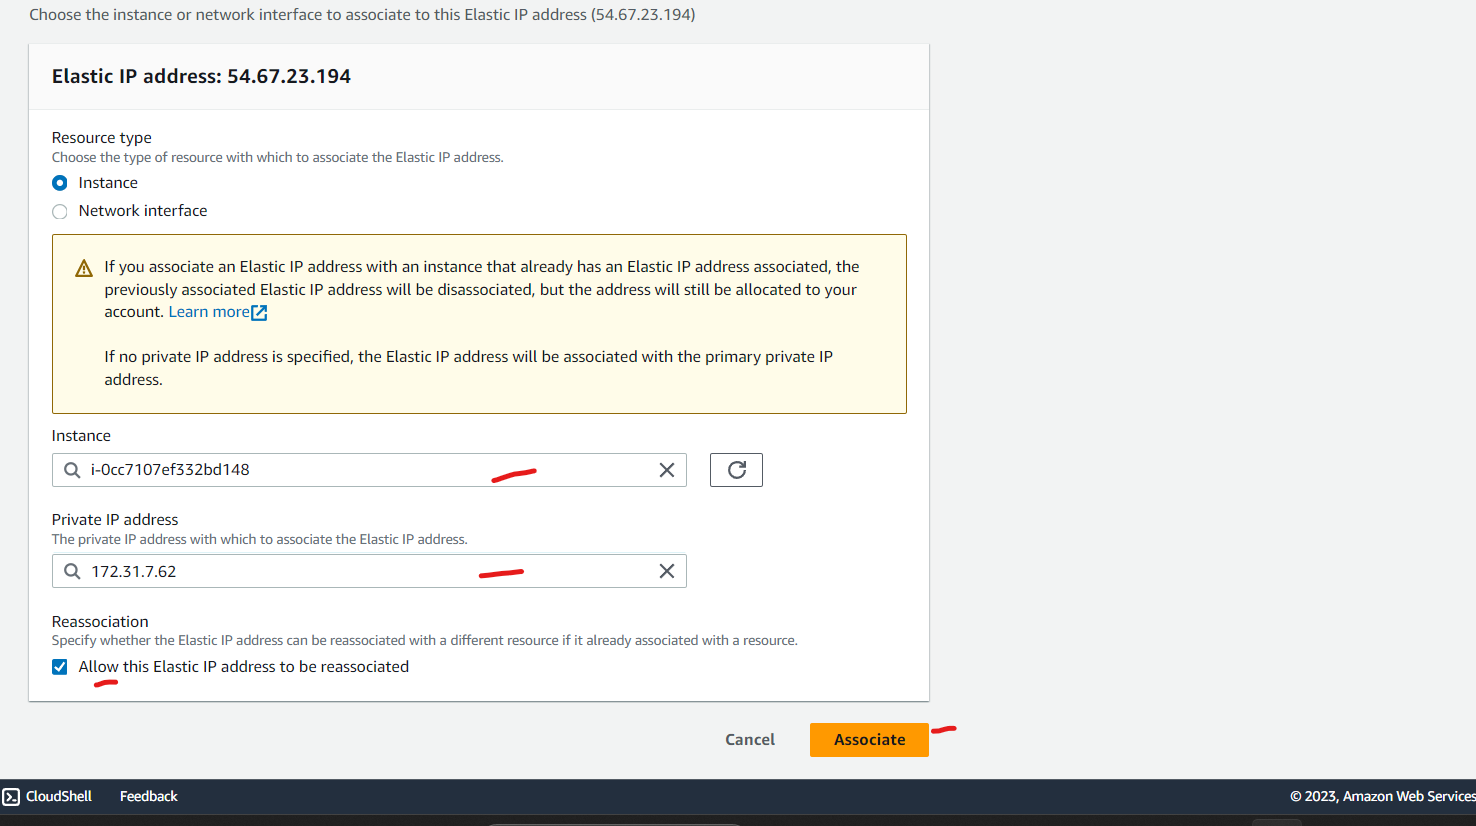 Choose the instance or network interface to associate to this Elastic IP address (54.67.23.194)
Elastic IP address: 54.67.23.194
Resource type
Choose the type of resource with which to associate the Elastic IP address.
Instance
Network interface
If you associate an Elastic IP address with an instance that already has an Elastic IP address associated, the
previously associated Elastic IP address will be disassociated, but the address will still be allocated to your
account. Learn more
If no private IP address is specified, the Elastic IP address will be associated with the primary private IP
address.
Instance
i-0cc7107ef332bd148
Private IP address
The private IP address with which to associate the Elastic IP address.
172.31.7.62
Reassociation
Specify whether the Elastic IP address can be reassociated with a different resource if it already associated with a resource.
Allow this Elastic IP address to be reassociated
Cancel
Associate
CloudShell
Feedback
© 2023, Amazon Web Services